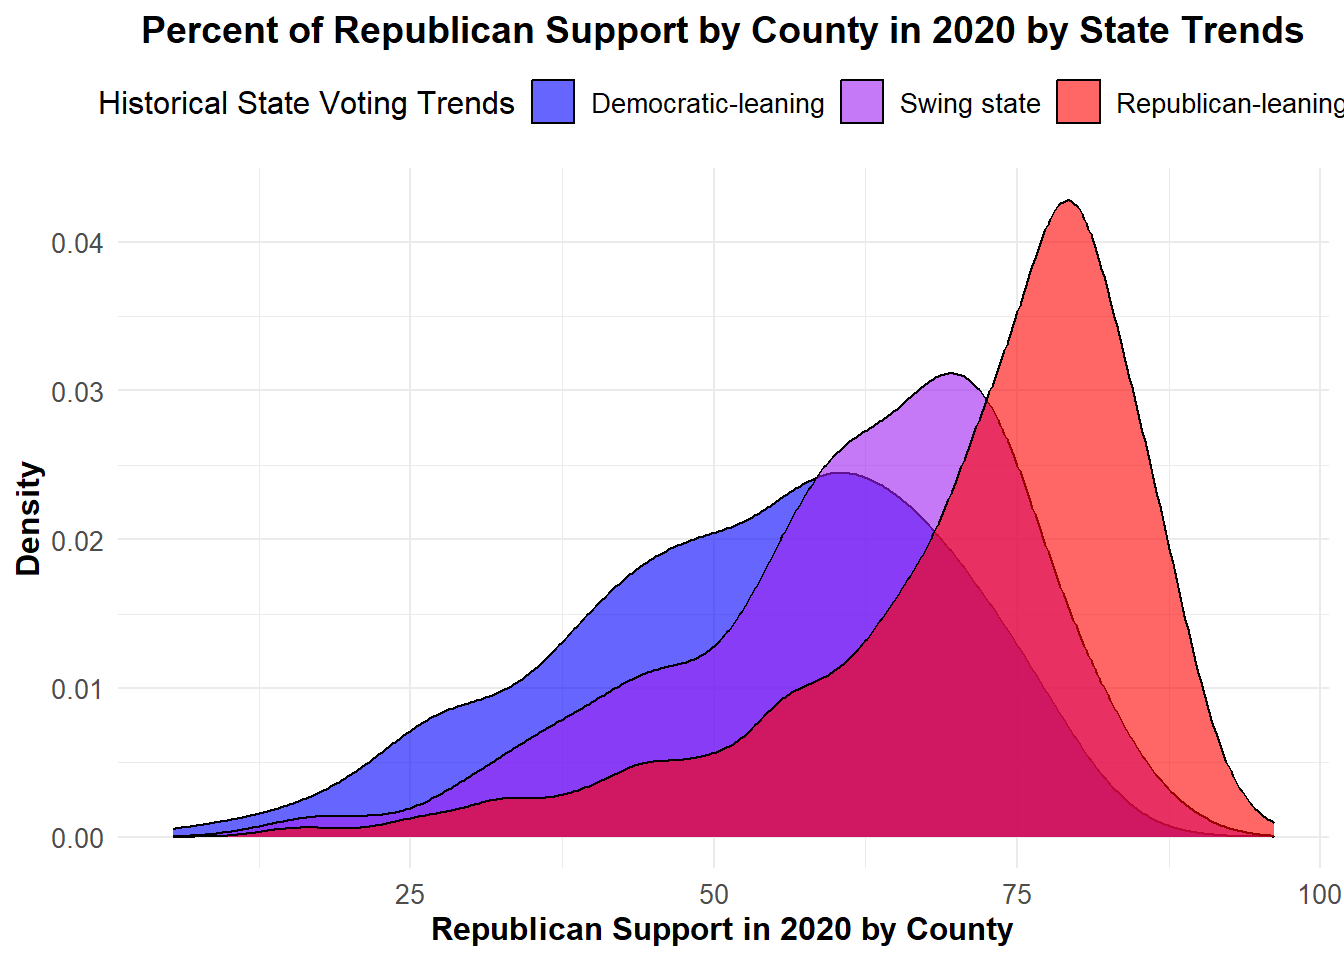 Percent of Republican Support by County in 2020 by State Trends
Historical State Voting Trends Democratic-leaning Swing state Republican-leaning
0.04
0.03
0.02
0.01
0.00
Density
25 50 75 100
Republican Support in 2020 by County